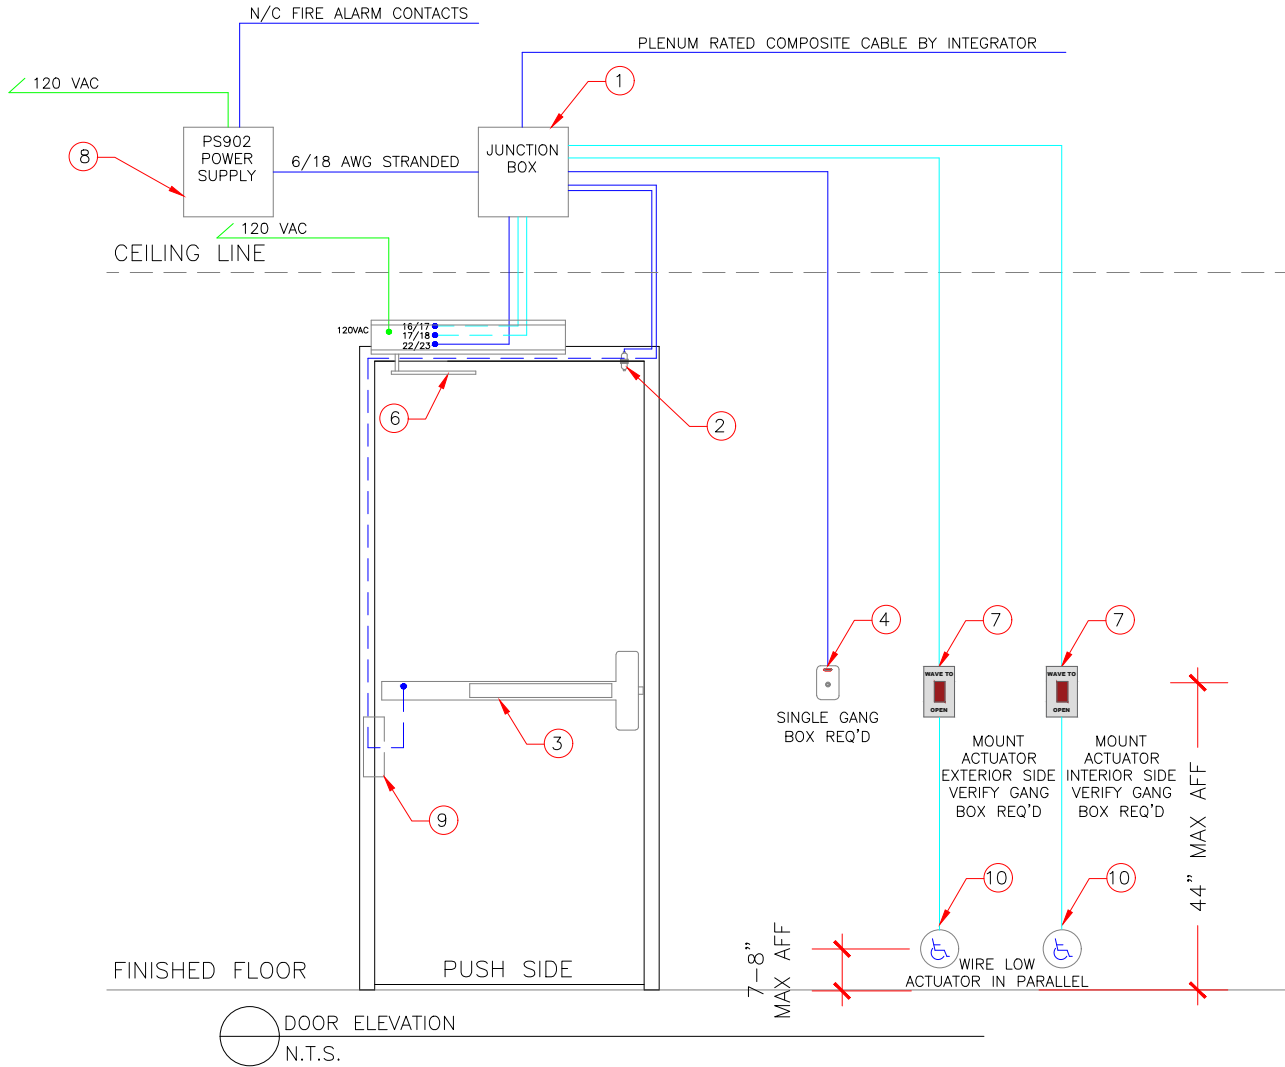 N/C FIRE ALARM CONTACTS
PLENUM RATED COMPOSITE CABLE BY INTEGRATOR
120 VAC
1
PS902
POWER
SUPPLY
8
6/18 AWG STRANDED
JUNCTION
BOX
120 VAC
CEILING LINE
120VAC
16/17
17/18
22/23
6
2
4
7
7
WAVE TO
OPEN
WAVE TO
OPEN
SINGLE GANG
BOX REQ'D
3
MOUNT
ACTUATOR
EXTERIOR SIDE
VERIFY GANG
BOX REQ'D
MOUNT
ACTUATOR
INTERIOR SIDE
VERIFY GANG
BOX REQ'D
44" MAX AFF
9
10
10
7-8"
MAX AFF
WIRE LOW
ACTUATOR IN PARALLEL
FINISHED FLOOR
PUSH SIDE
DOOR ELEVATION
N.T.S.